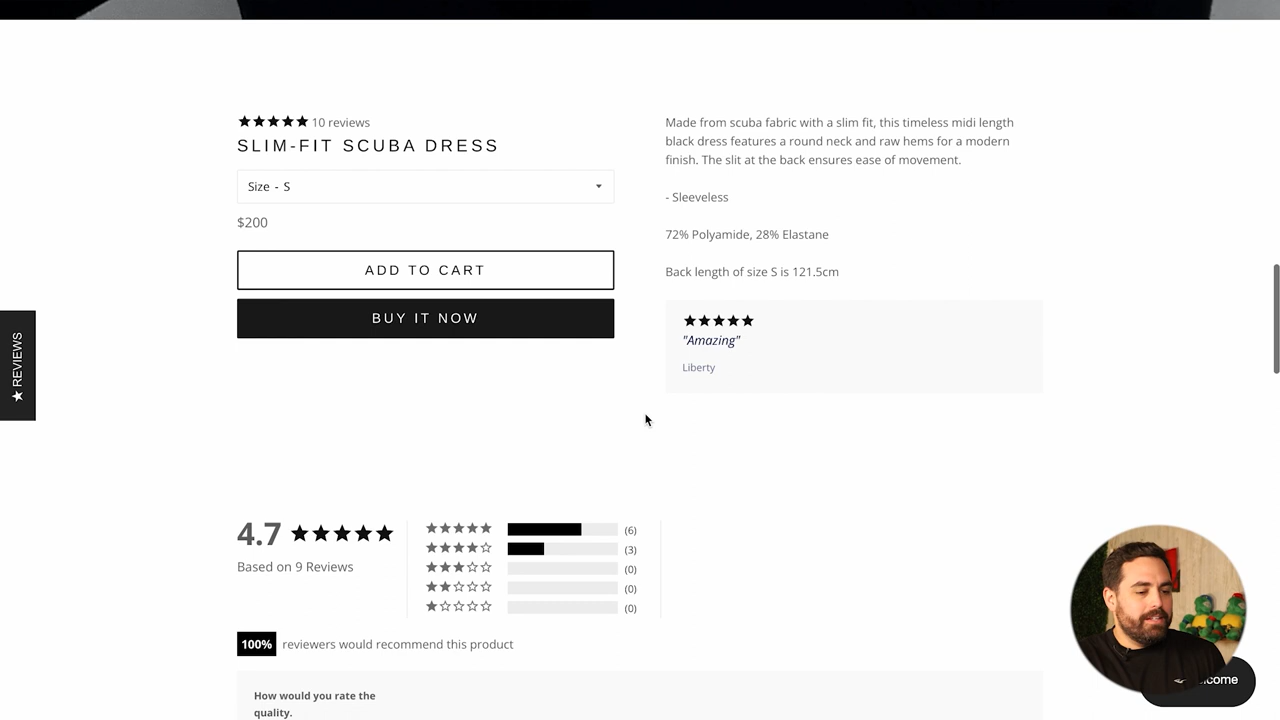 10 reviews
SLIM-FIT SCUBA DRESS
Size - S
$200
ADD TO CART
BUY IT NOW
Made from scuba fabric with a slim fit, this timeless midi length
black dress features a round neck and raw hems for a modern
finish. The slit at the back ensures ease of movement.
- Sleeveless
72% Polyamide, 28% Elastane
Back length of size S is 121.5cm
"Amazing"
Liberty
★ REVIEWS
4.7
Based on 9 Reviews
(6)
(3)
(0)
(0)
(0)
100% reviewers would recommend this product
How would you rate the
quality.